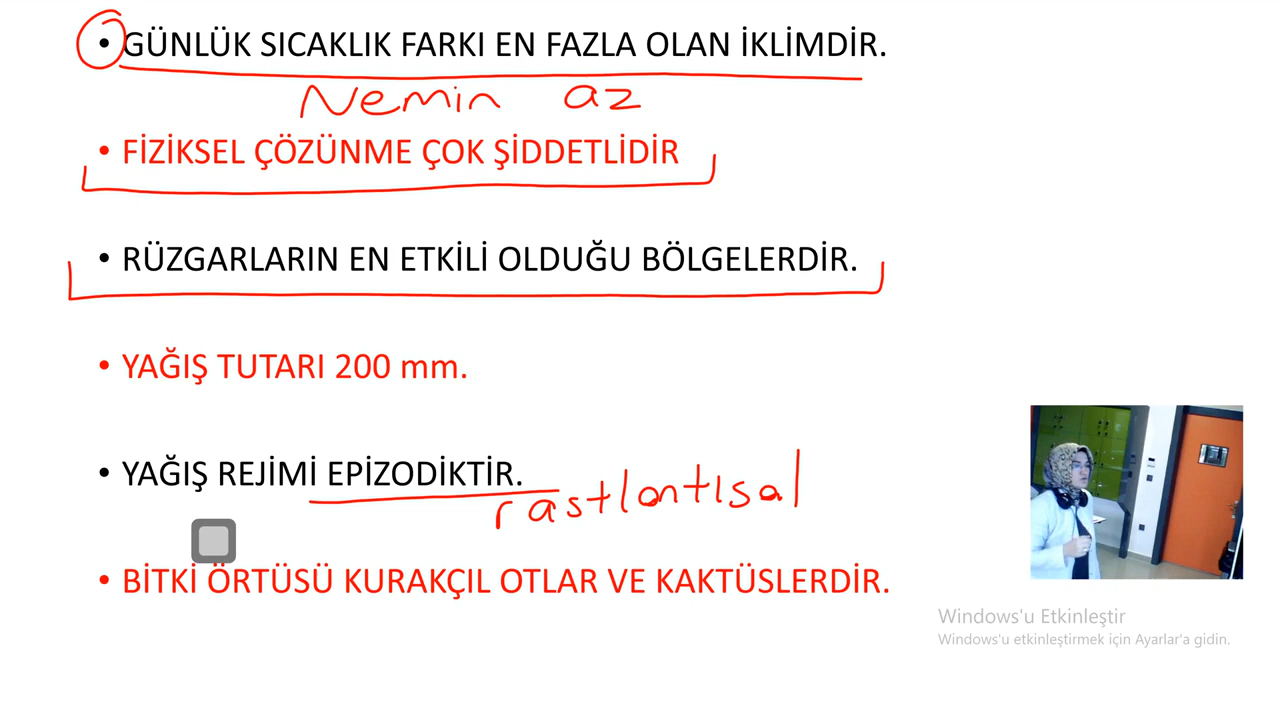 • GÜNLÜK SICAKLIK FARKI EN FAZLA OLAN İKLİMDİR.
Nemin az
• FİZİKSEL ÇÖZÜNME ÇOK ŞİDDETLİDİR
• RÜZGARLARIN EN ETKİLİ OLDUĞU BÖLGELERDİR.
• YAĞIŞ TUTARI 200 mm.
• YAĞIŞ REJİMİ EPİZODİKTİR.
rastlantısal
• BİTKİ ÖRTÜSÜ KURAKÇIL OTLAR VE KAKTÜSLERDİR.
Windows'u Etkinleştir
Windows'u etkinleştirmek için Ayarlar'a gidin.